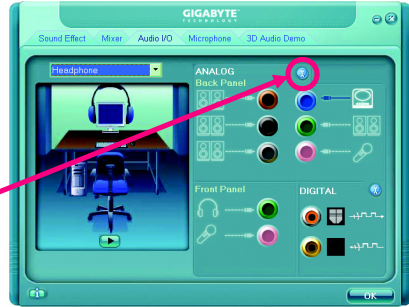 GIGABYTE
TECHNOLOGY
Sound Effect Mixer Audio I/O Microphone 3D Audio Demo
Headphone
ANALOG
Back Panel
Front Panel
DIGITAL
OK